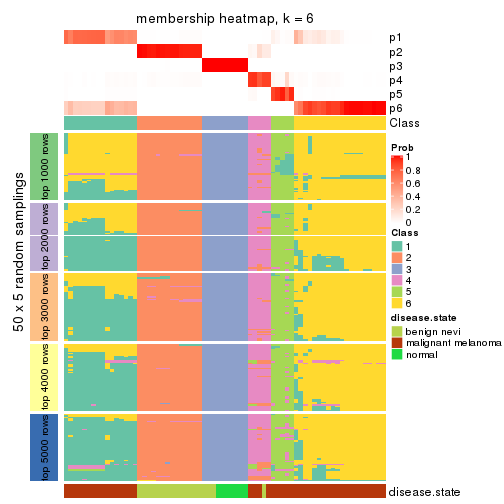 membership heatmap, k = 6
p1
p2
p3
p4
p5
p6
Class
50 x 5 random samplings
top 1000 rows
top 2000 rows
top 3000 rows
top 4000 rows
top 5000 rows
disease.state
Prob
1
0.8
0.6
0.4
0.2
0
Class
1
2
3
4
5
6
disease.state
benign nevi
malignant melanoma
normal